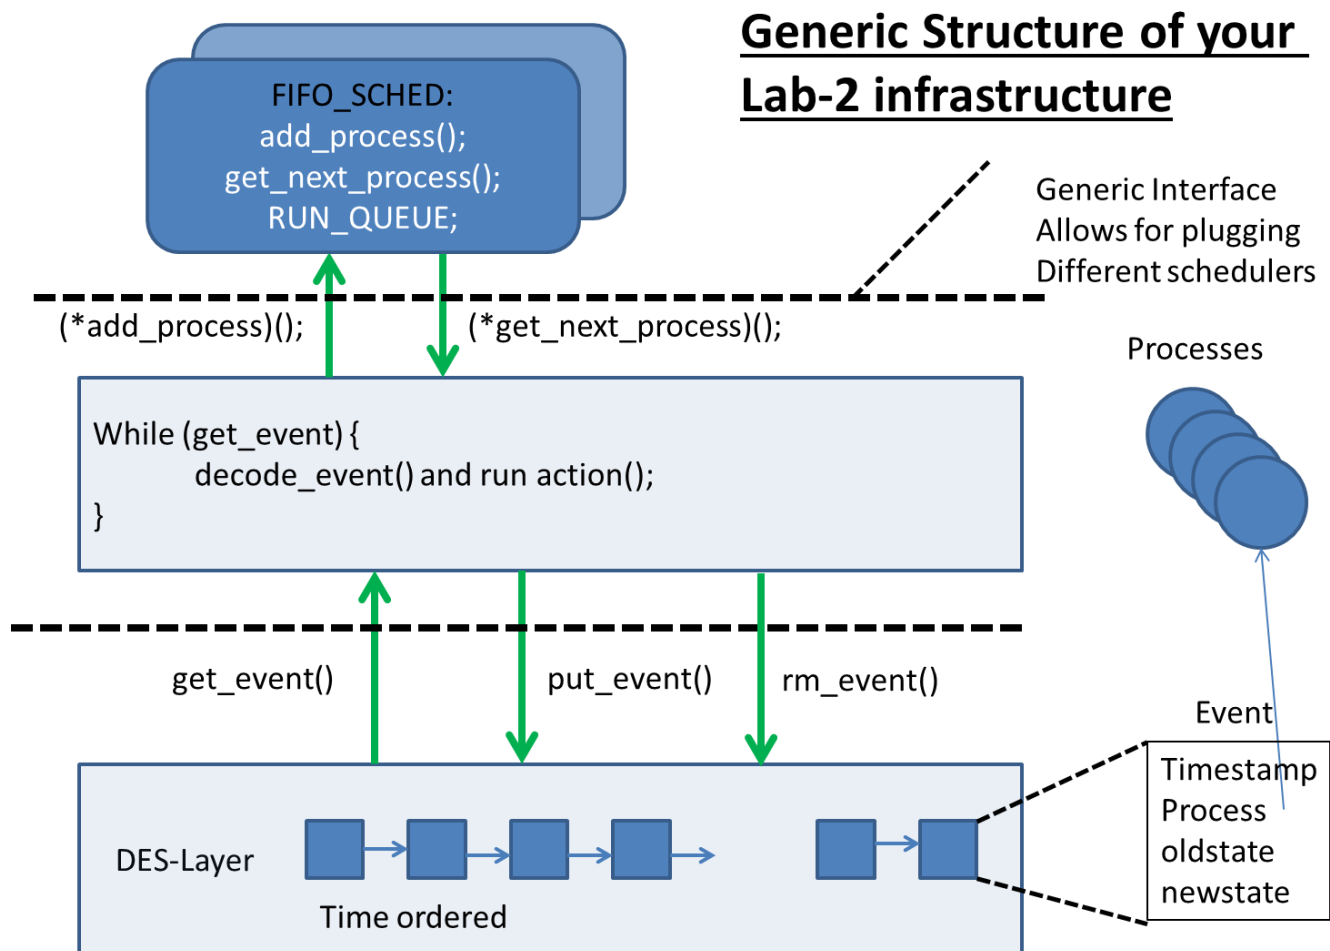 Generic Structure of your
Lab-2 infrastructure
FIFO_SCHED:
add_process();
get_next_process();
RUN_QUEUE;
Generic Interface
Allows for plugging
Different schedulers
(*add_process)();
(*get_next_process)();
Processes
While (get_event) {
decode_event() and run action();
}
get_event()
put_event()
rm_event()
Event
Timestamp
Process
oldstate
newstate
DES-Layer
Time ordered